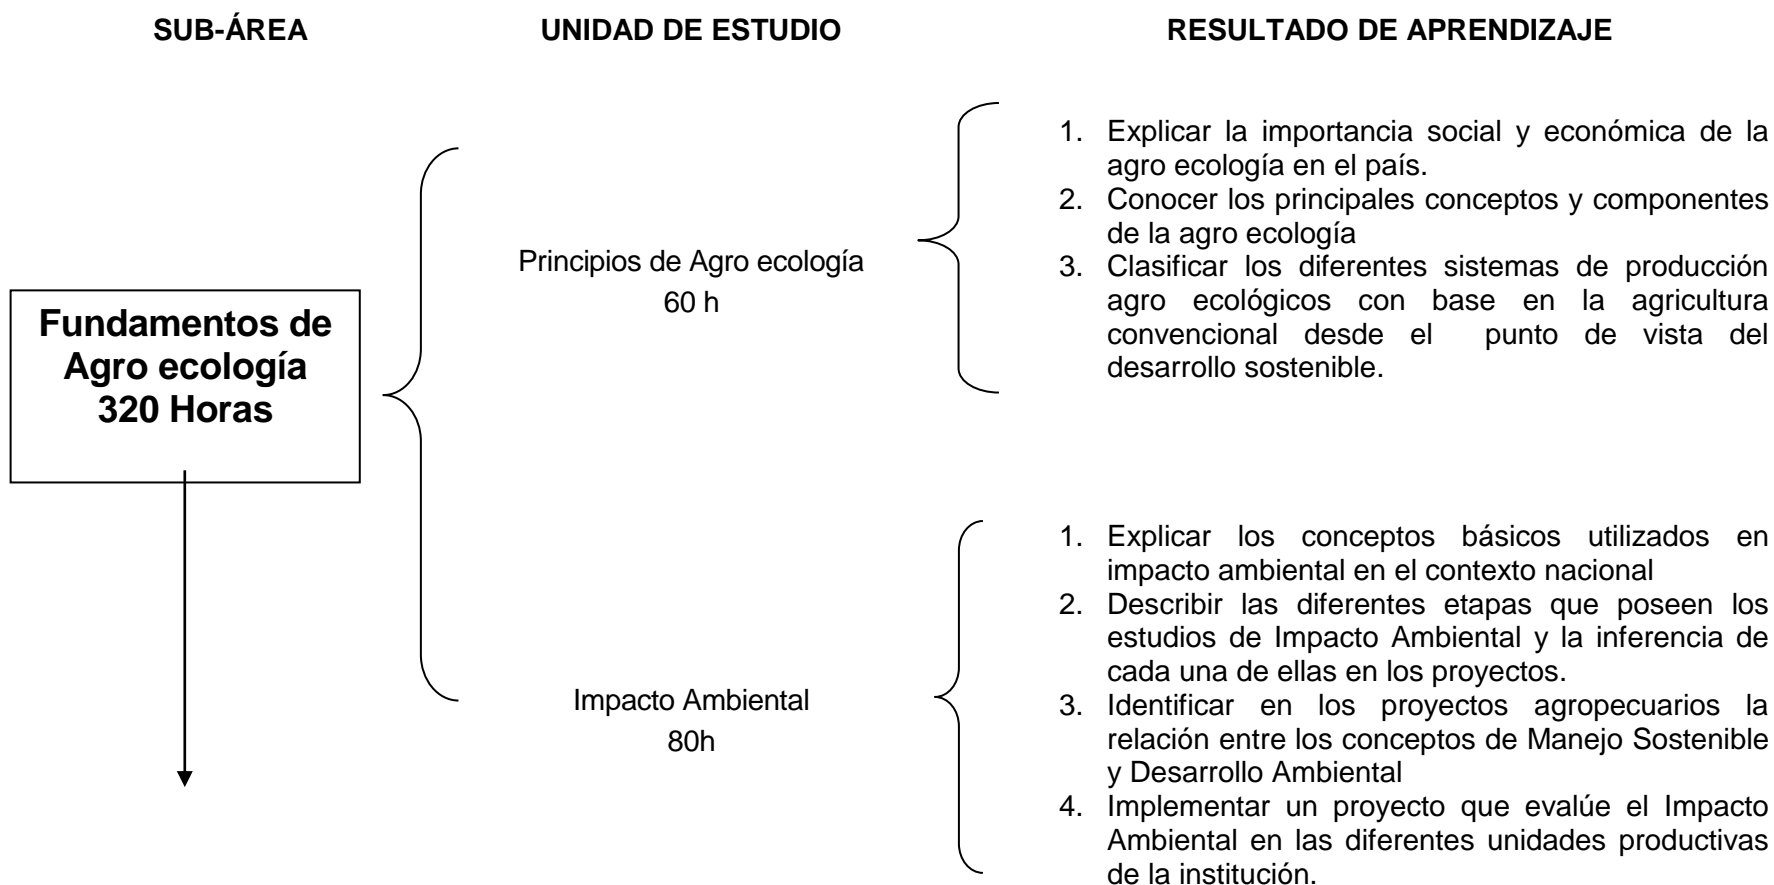 SUB-ÁREA UNIDAD DE ESTUDIO RESULTADO DE APRENDIZAJE
Fundamentos de
Agro ecología
320 Horas
Principios de Agro ecología
60 h
1. Explicar la importancia social y económica de la
agro ecología en el país.
2. Conocer los principales conceptos y componentes
de la agro ecología
3. Clasificar los diferentes sistemas de producción
agro ecológicos con base en la agricultura
convencional desde el punto de vista del
desarrollo sostenible.
Impacto Ambiental
80h
1. Explicar los conceptos básicos utilizados en
impacto ambiental en el contexto nacional
2. Describir las diferentes etapas que poseen los
estudios de Impacto Ambiental y la inferencia de
cada una de ellas en los proyectos.
3. Identificar en los proyectos agropecuarios la
relación entre los conceptos de Manejo Sostenible
y Desarrollo Ambiental
4. Implementar un proyecto que evalúe el Impacto
Ambiental en las diferentes unidades productivas
de la institución.